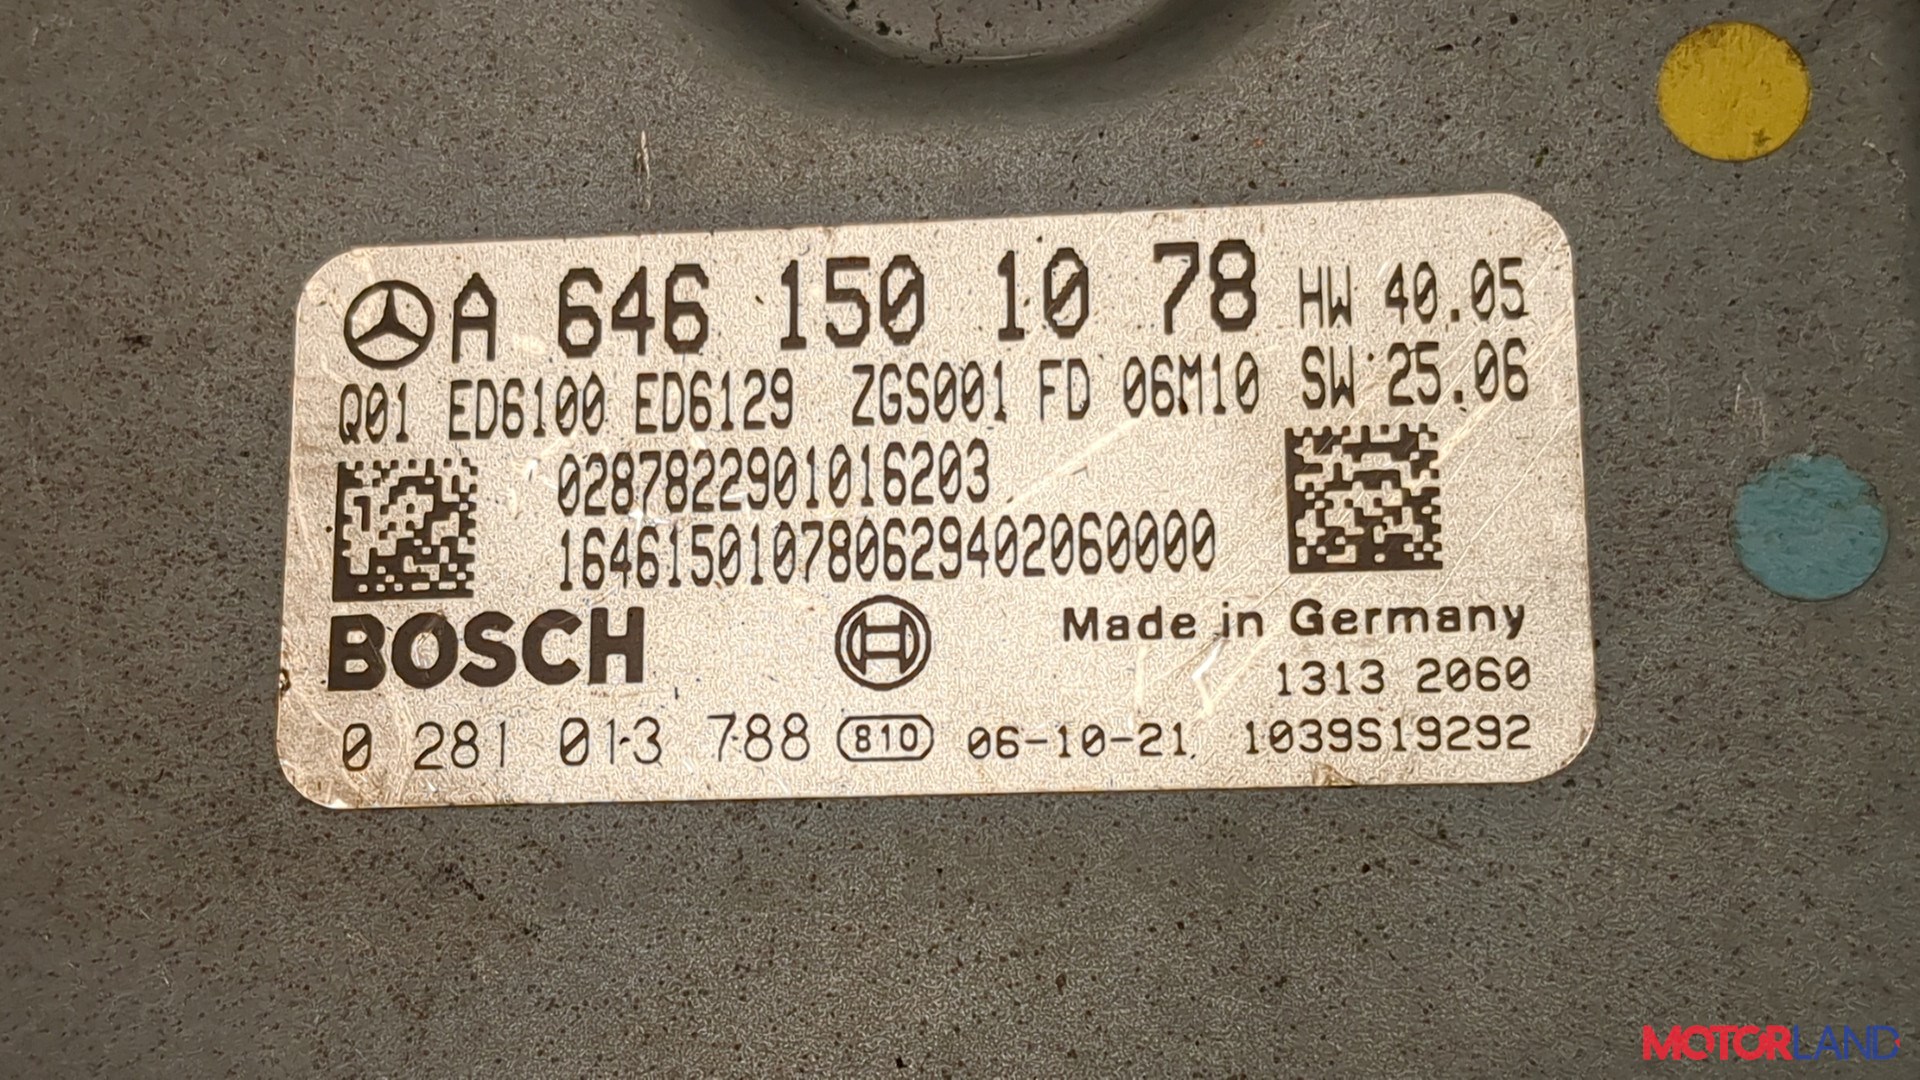 A 646 150 10 78 HW 40.05
Q01 ED6100 ED6129 ZGS001 FD 06M10 SW 25.06
0287822901016203
164615010780629402060000
BOSCH Made in Germany
1313 2060
0 281 013 788 810 06-10-21 1039S19292
MOTORLAND